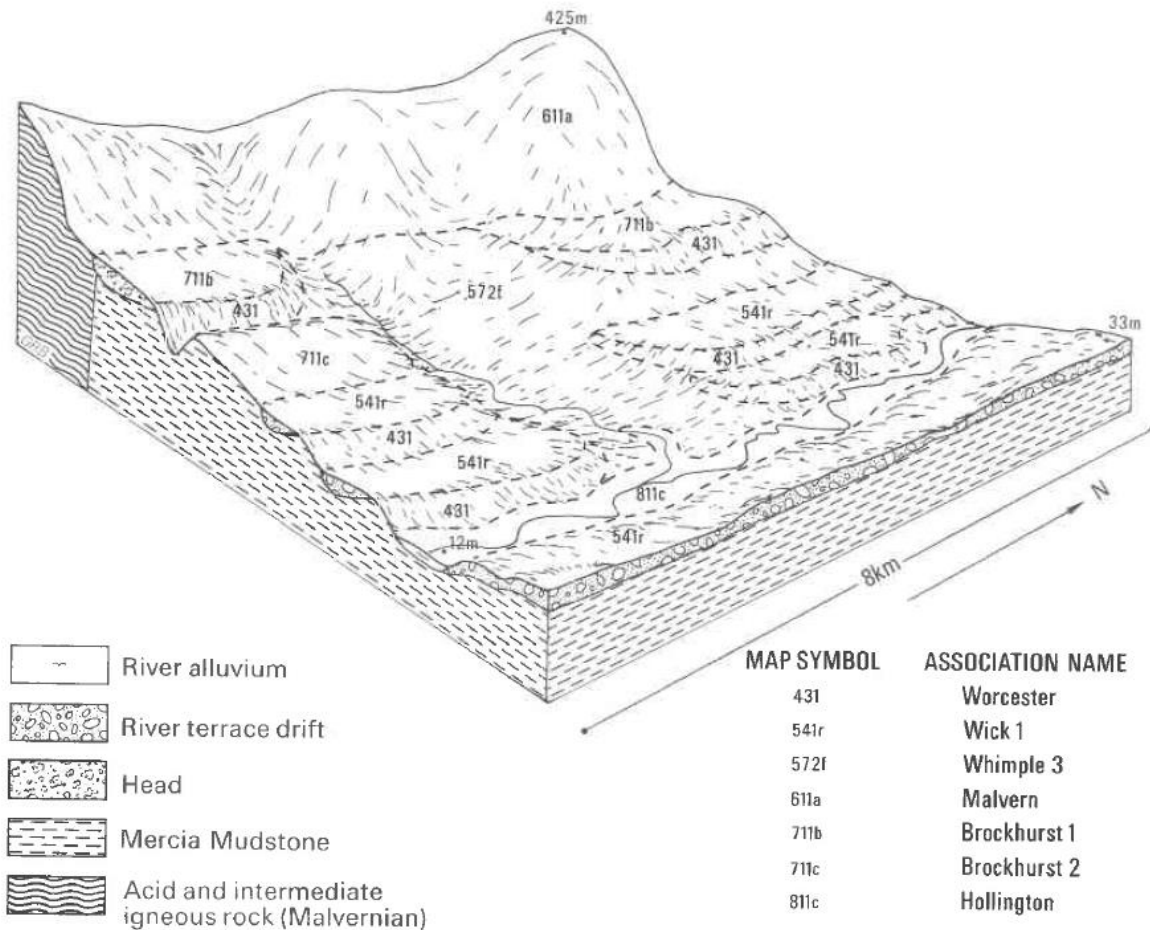 425m
611a
711b
431
711b
572f
431
541r
33m
541r
711c
431
431
541r
431
541r
811c
431
12m
541r
N
8km
River alluvium
River terrace drift
Head
Mercia Mudstone
Acid and intermediate
igneous rock (Malvernian)
MAP SYMBOL ASSOCIATION NAME
431 Worcester
541r Wick 1
572f Whimple 3
611a Malvern
711b Brockhurst 1
711c Brockhurst 2
811c Hollington